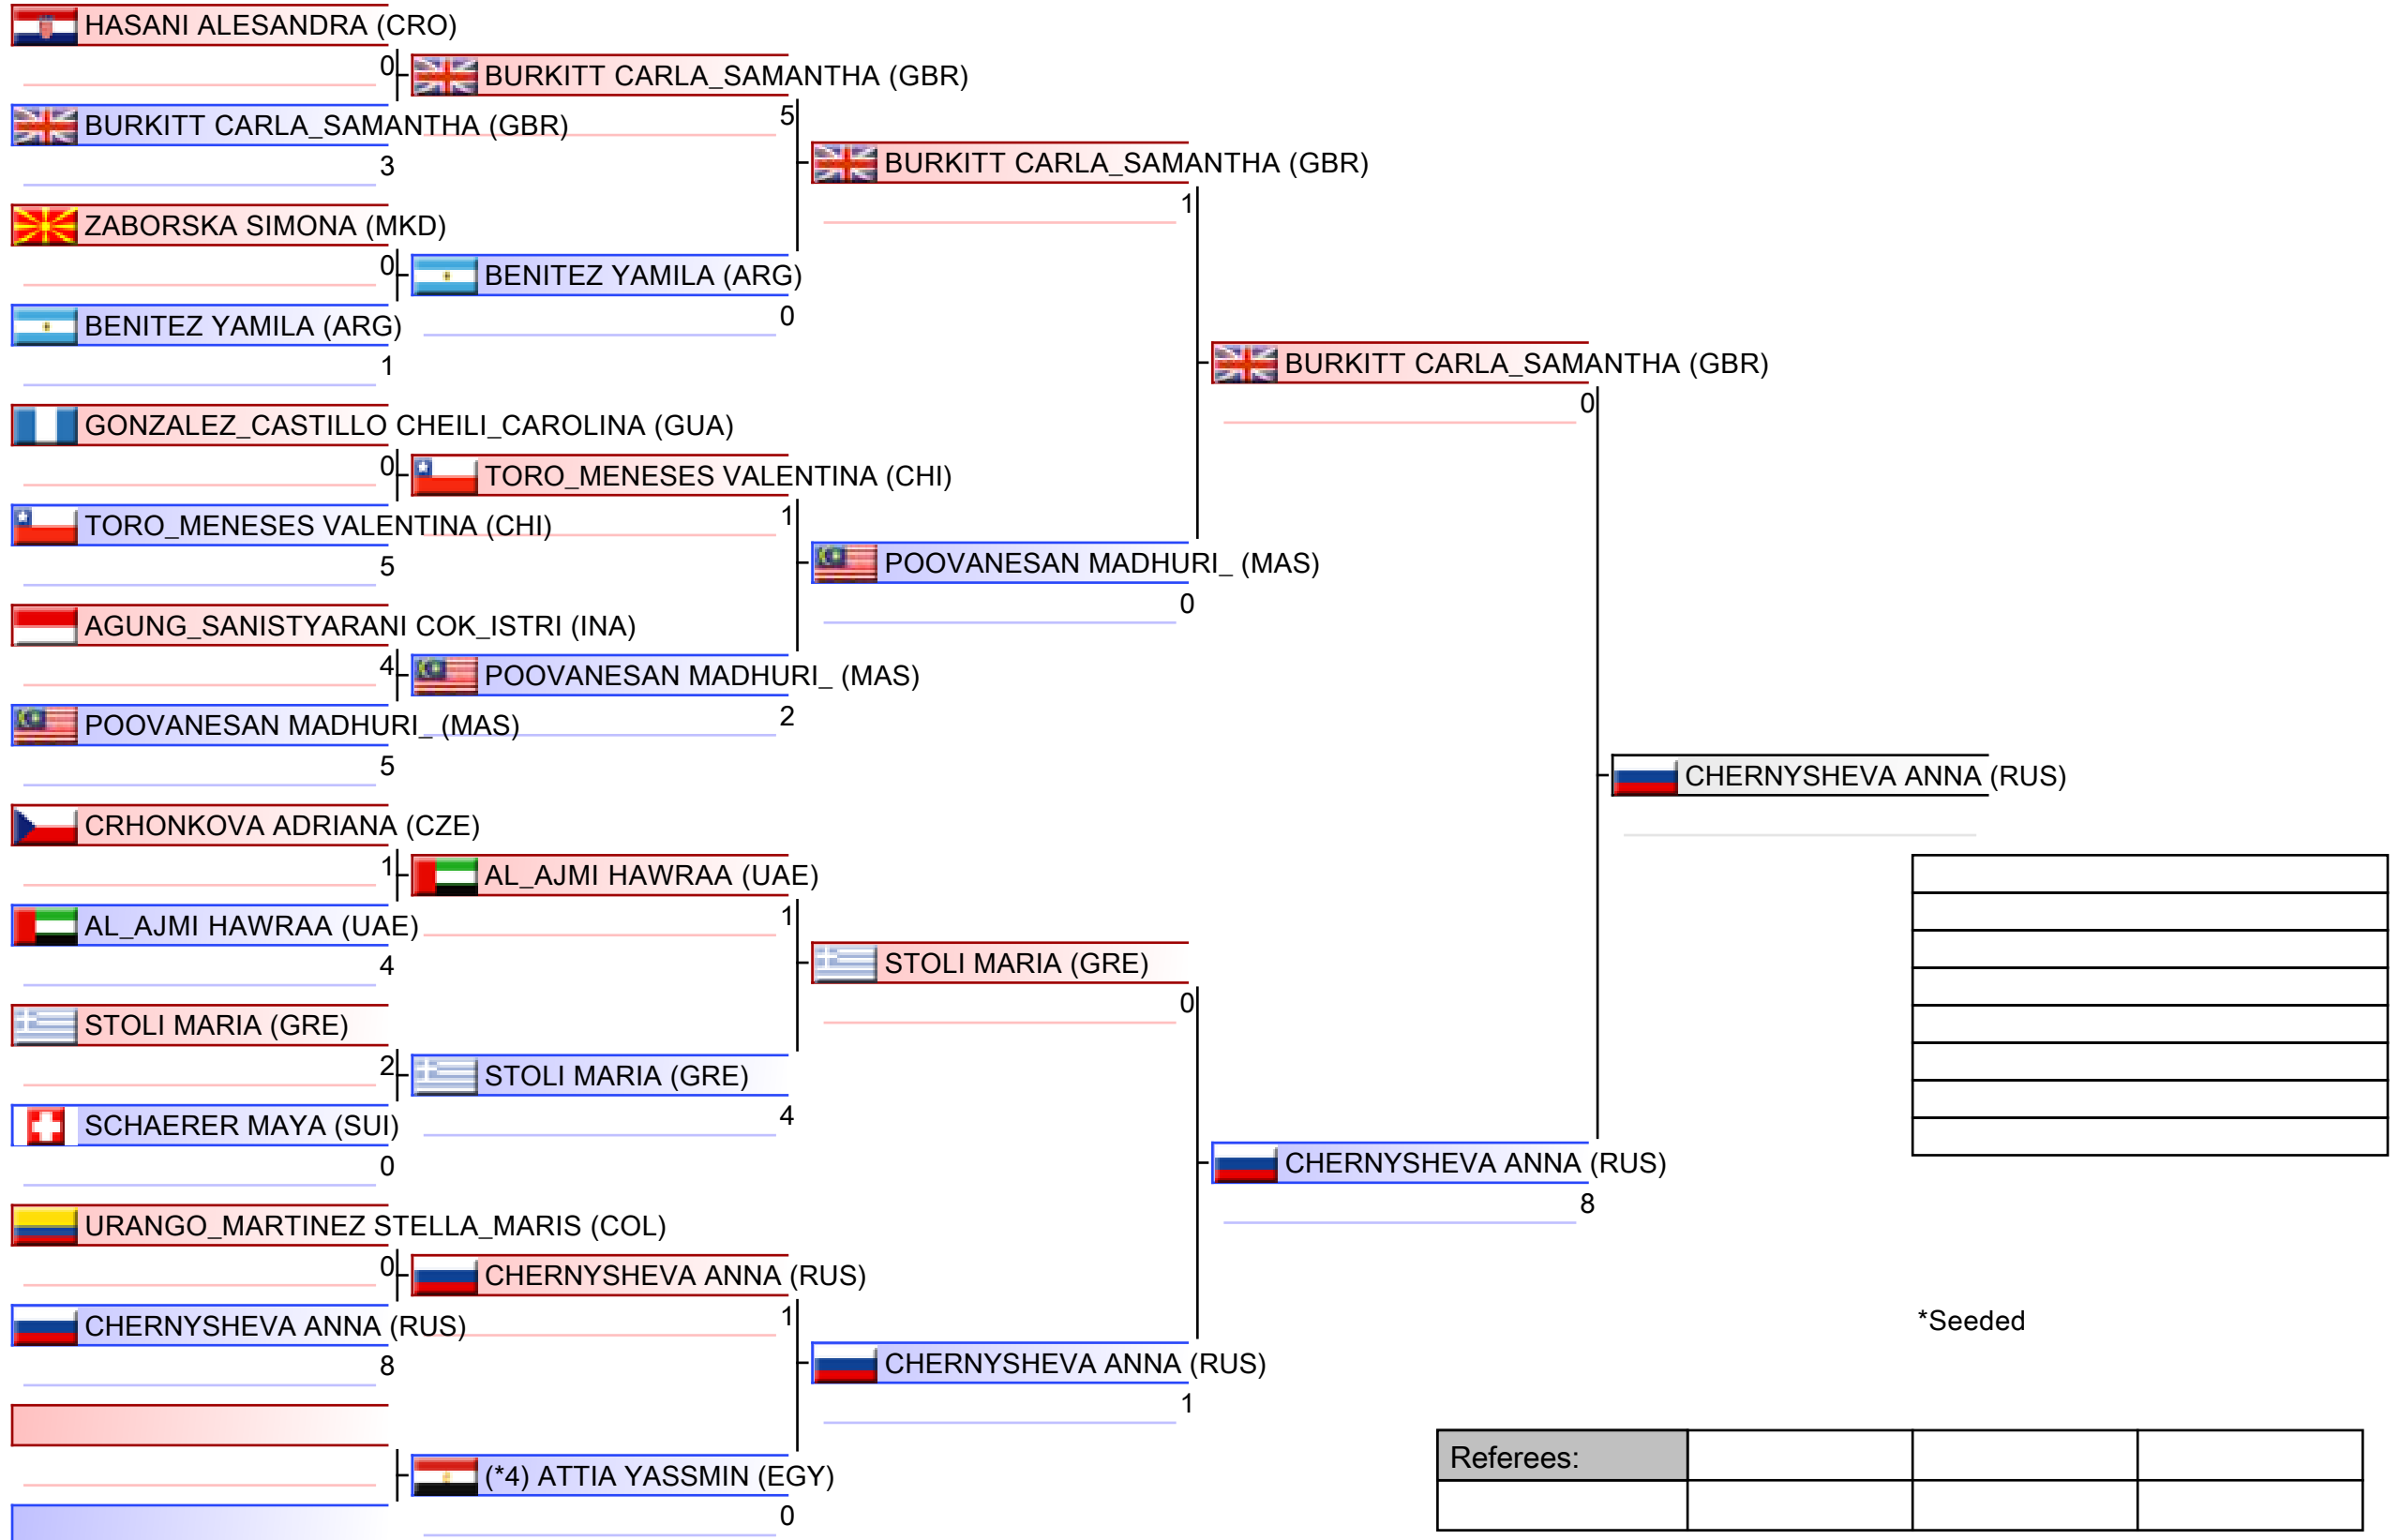 HASANI ALESANDRA (CRO)
0
BURKITT CARLA_SAMANTHA (GBR)
3
ZABORSKA SIMONA (MKD)
0
BENITEZ YAMILA (ARG)
1
GONZALEZ_CASTILLO CHEILI_CAROLINA (GUA)
0
TORO_MENESES VALENTINA (CHI)
5
AGUNG_SANISTYARANI COK_ISTRI (INA)
4
POOVANESAN MADHURI_ (MAS)
5
CRHONKOVA ADRIANA (CZE)
1
AL_AJMI HAWRAA (UAE)
4
STOLI MARIA (GRE)
2
SCHAERER MAYA (SUI)
0
URANGO_MARTINEZ STELLA_MARIS (COL)
0
CHERNYSHEVA ANNA (RUS)
8
BURKITT CARLA_SAMANTHA (GBR)
5
BENITEZ YAMILA (ARG)
0
TORO_MENESES VALENTINA (CHI)
1
POOVANESAN MADHURI_ (MAS)
2
AL_AJMI HAWRAA (UAE)
1
STOLI MARIA (GRE)
4
CHERNYSHEVA ANNA (RUS)
1
(*4) ATTIA YASSMIN (EGY)
0
BURKITT CARLA_SAMANTHA (GBR)
1
POOVANESAN MADHURI_ (MAS)
0
STOLI MARIA (GRE)
0
CHERNYSHEVA ANNA (RUS)
1
BURKITT CARLA_SAMANTHA (GBR)
0
CHERNYSHEVA ANNA (RUS)
8
CHERNYSHEVA ANNA (RUS)
*Seeded
Referees: